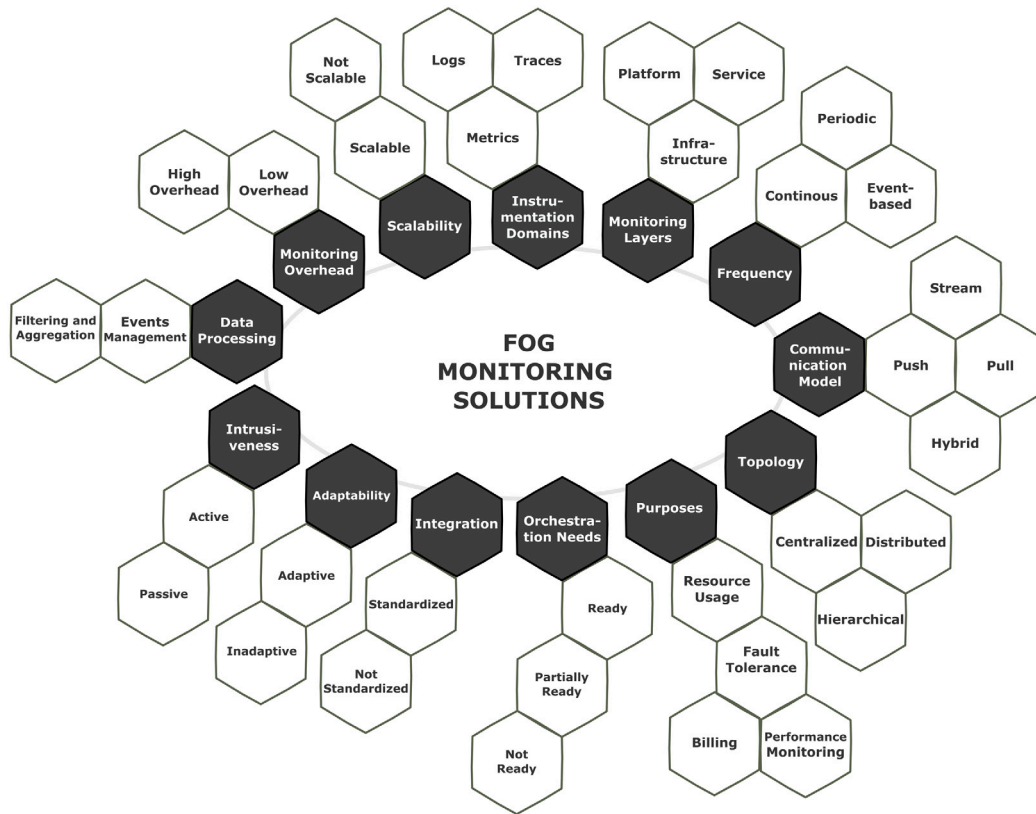 Not
Scalable
Scalable
Scalability
Logs
Traces
Metrics
Instru-
mentation
Domains
Platform
Service
Infra-
structure
Monitoring
Layers
Periodic
Continous
Event-
based
Frequency
High
Overhead
Low
Overhead
Monitoring
Overhead
Filtering and
Aggregation
Events
Management
Data
Processing
FOG
MONITORING
SOLUTIONS
Stream
Commu-
nication
Model
Push
Pull
Hybrid
Intrusi-
veness
Active
Passive
Adaptability
Adaptive
Inadaptive
Integration
Standardized
Not
Standardized
Orchestra-
tion Needs
Ready
Partially
Ready
Not
Ready
Purposes
Resource
Usage
Fault
Tolerance
Billing
Performance
Monitoring
Topology
Centralized
Distributed
Hierarchical